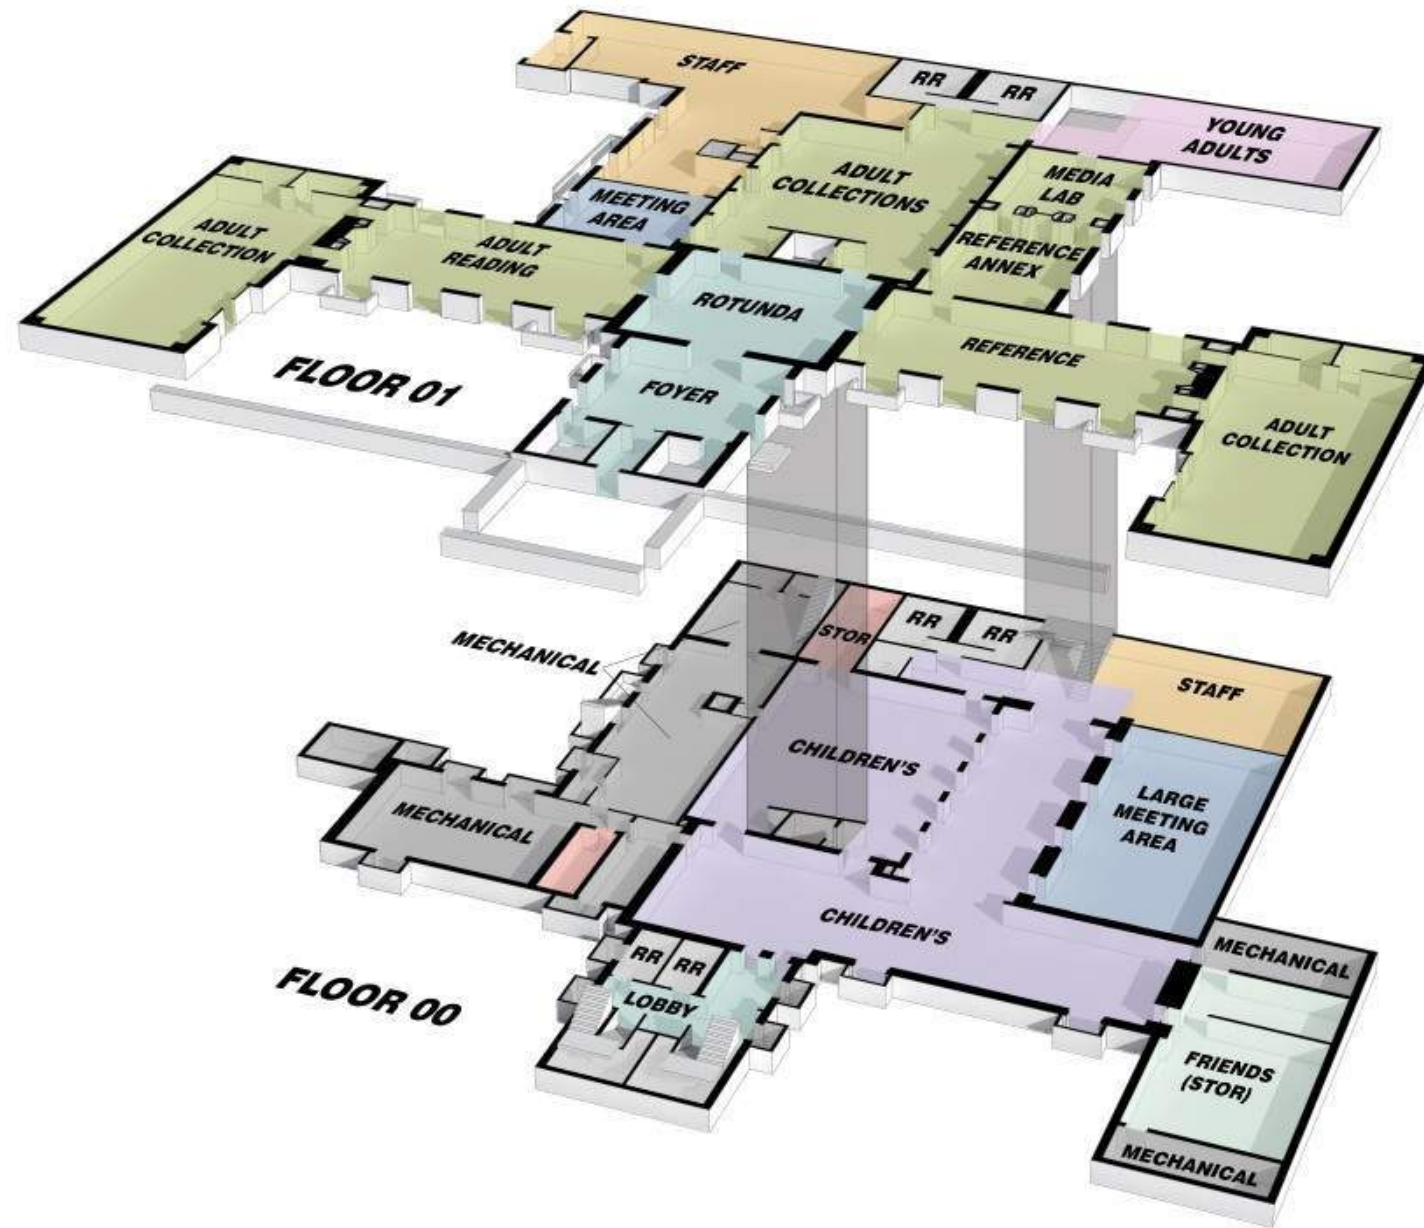 STAFF
RR
RR
YOUNG
ADULTS
MEETING
AREA
ADULT
COLLECTIONS
MEDIA
LAB
ADULT
COLLECTION
ADULT
READING
REFERENCE
ANNEX
ROTUNDA
REFERENCE
FLOOR 01
FOYER
ADULT
COLLECTION
MECHANICAL
STOR
RR
RR
STAFF
CHILDREN'S
MECHANICAL
LARGE
MEETING
AREA
CHILDREN'S
FLOOR 00
RR
RR
LOBBY
MECHANICAL
FRIENDS
(STOR)
MECHANICAL